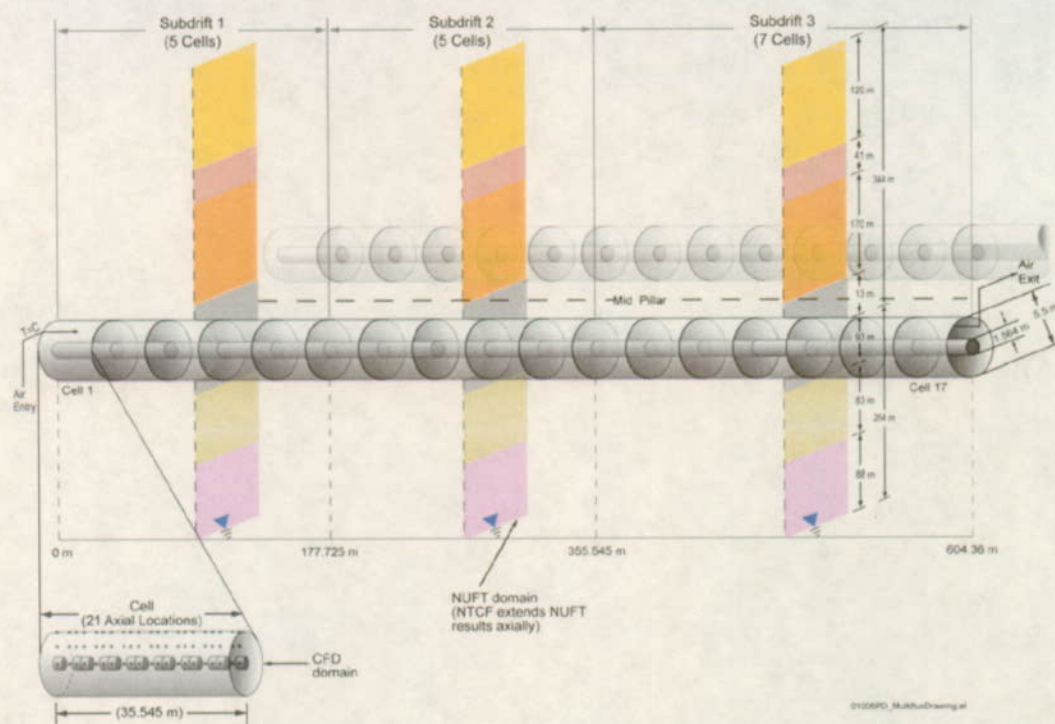 Subdrift 1
(5 Cells)
Subdrift 2
(5 Cells)
Subdrift 3
(7 Cells)
120 m
41 m
344 m
170 m
Air
Exit
13 m
Mid Pillar
5.5 m
1.564 m
T=C
91 m
Cell 1
Cell 17
Air
Entry
83 m
264 m
88 m
0 m
177.725 m
355.545 m
604.36 m
NUFT domain
(NTCF extends NUFT
results axially)
Cell
(21 Axial Locations)
CFD
domain
(35.545 m)